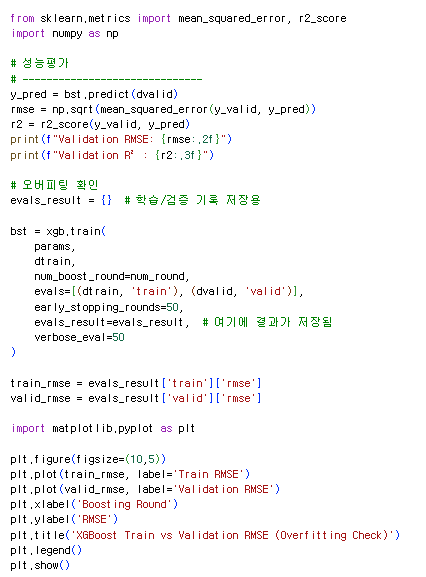 from sklearn.metrics import mean_squared_error, r2_score
import numpy as np
# 성능평가
# ------------------------------
y_pred = bst.predict(dvalid)
rmse = np.sqrt(mean_squared_error(y_valid, y_pred))
r2 = r2_score(y_valid, y_pred)
print(f"Validation RMSE: {rmse:.2f}")
print(f"Validation R² : {r2:.3f}")
# 오버피팅 확인
evals_result = {}  # 학습/검증 기록 저장용
bst = xgb.train(
    params,
    dtrain,
    num_boost_round=num_round,
    evals=[(dtrain, 'train'), (dvalid, 'valid')],
    early_stopping_rounds=50,
    evals_result=evals_result,  # 여기에 결과가 저장됨
    verbose_eval=50
)
train_rmse = evals_result['train']['rmse']
valid_rmse = evals_result['valid']['rmse']
import matplotlib.pyplot as plt
plt.figure(figsize=(10,5))
plt.plot(train_rmse, label='Train RMSE')
plt.plot(valid_rmse, label='Validation RMSE')
plt.xlabel('Boosting Round')
plt.ylabel('RMSE')
plt.title('XGBoost Train vs Validation RMSE (Overfitting Check)')
plt.legend()
plt.show()